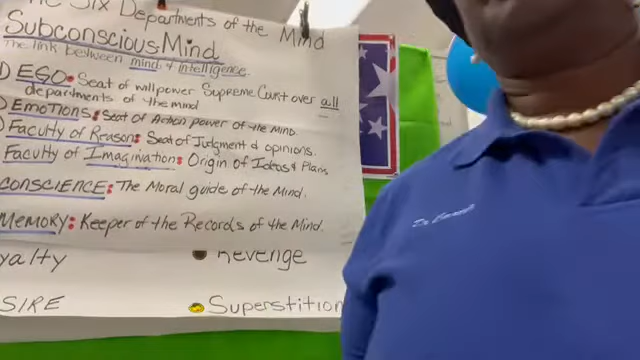 The Six Departments of the Mind
Subconscious Mind
The link between mind & intelligence.
) EGO: Seat of willpower Supreme Court over all
departments of the mind
) EMOTIONS: Seat of Action power of the Mind.
) Faculty of Reason: Seat of Judgment & opinions.
Faculty of Imagination: Origin of Ideas & Plans
CONSCIENCE: The Moral guide of the Mind.
MEMORY: Keeper of the Records of the Mind.
yalty
Revenge
SIRE
Superstition